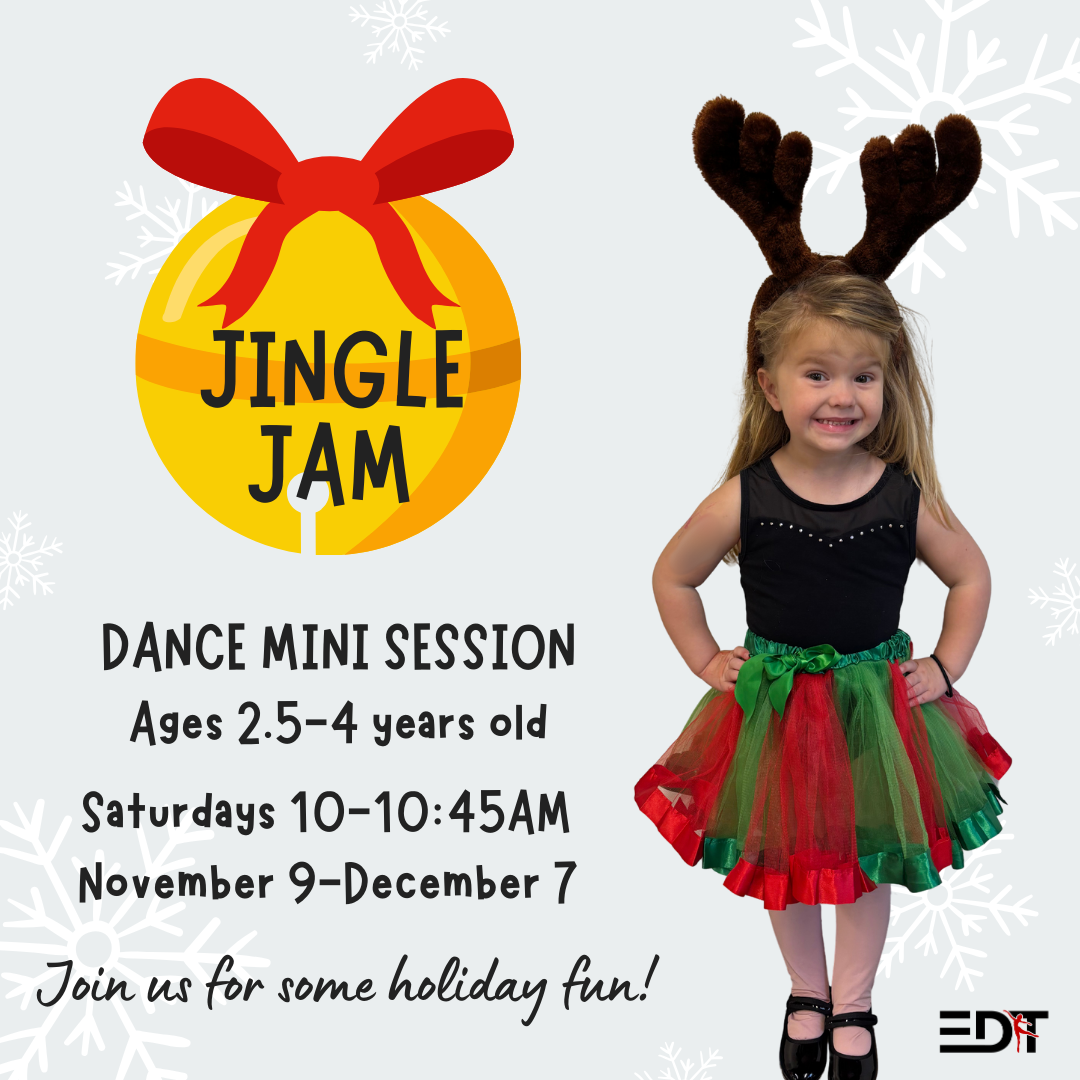 JINGLE
JAM
DANCE MINI SESSION
Ages 2.5-4 years old
Saturdays 10-10:45AM
November 9-December 7
Join us for some holiday fun!
EDT